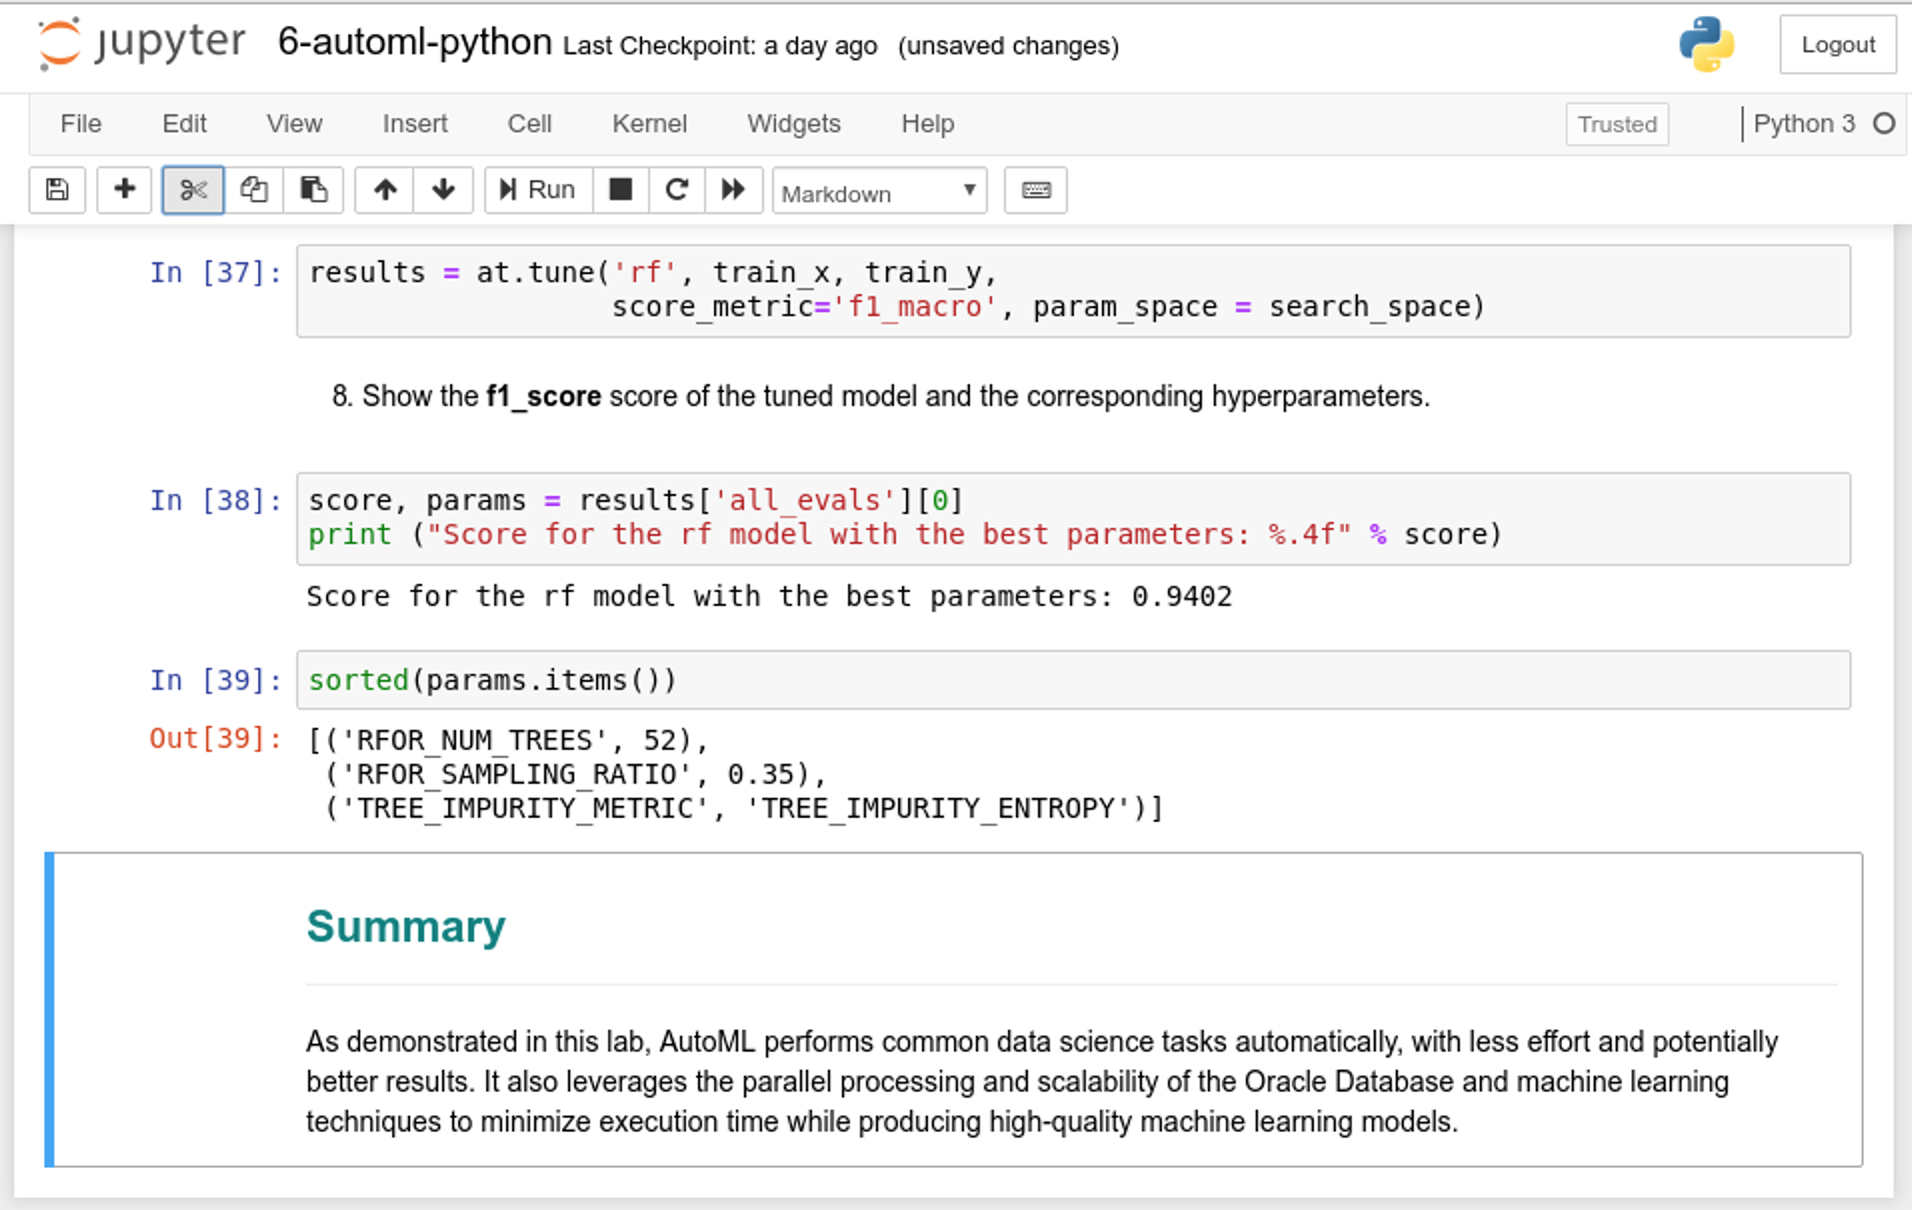 jupyter 6-automl-python Last Checkpoint: a day ago (unsaved changes) Logout
File Edit View Insert Cell Kernel Widgets Help Trusted Python 3
Run Markdown
In [37]: results = at.tune('rf', train_x, train_y,
score_metric='f1_macro', param_space = search_space)
8. Show the f1_score score of the tuned model and the corresponding hyperparameters.
In [38]: score, params = results['all_evals'][0]
print ("Score for the rf model with the best parameters: %.4f" % score)
Score for the rf model with the best parameters: 0.9402
In [39]: sorted(params.items())
Out[39]: [('RFOR_NUM_TREES', 52),
('RFOR_SAMPLING_RATIO', 0.35),
('TREE_IMPURITY_METRIC', 'TREE_IMPURITY_ENTROPY')]
Summary
As demonstrated in this lab, AutoML performs common data science tasks automatically, with less effort and potentially
better results. It also leverages the parallel processing and scalability of the Oracle Database and machine learning
techniques to minimize execution time while producing high-quality machine learning models.